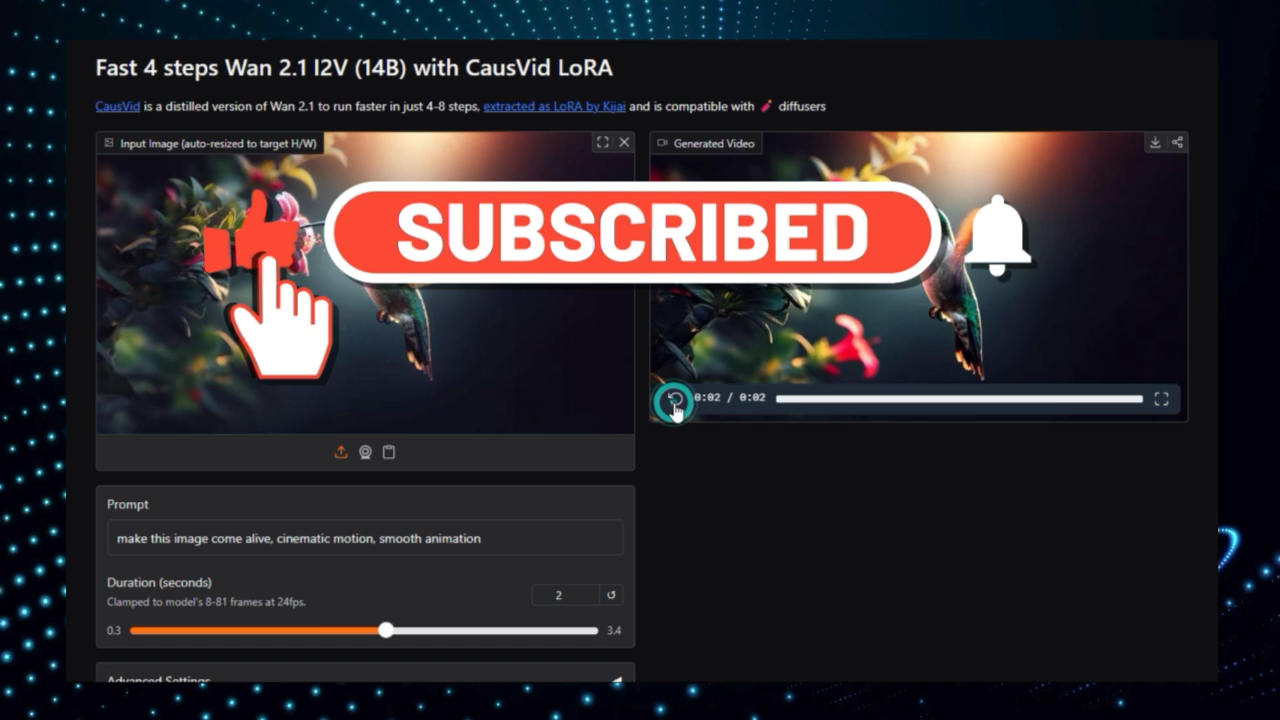 Fast 4 steps Wan 2.1 I2V (14B) with CausVid LoRA
CausVid is a distilled version of Wan 2.1 to run faster in just 4-8 steps, extracted as LoRA by Kijai and is compatible with 🧨 diffusers
Input Image (auto-resized to target H/W)
Generated Video
SUBSCRIBED
0:02 / 0:02
Prompt
make this image come alive, cinematic motion, smooth animation
Duration (seconds)
Clamped to model's 8-81 frames at 24fps.
2
0.3
3.4
Advanced Settings